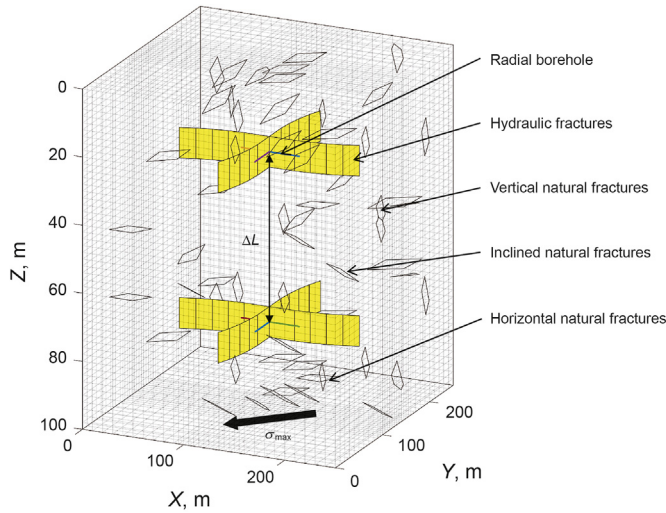 Radial borehole
0
Hydraulic fractures
20
Vertical natural fractures
40
ΔL
Inclined natural fractures
Z, m
60
Horizontal natural fractures
80
100
σmax
0
200
100
100
200
0
X, m
Y, m